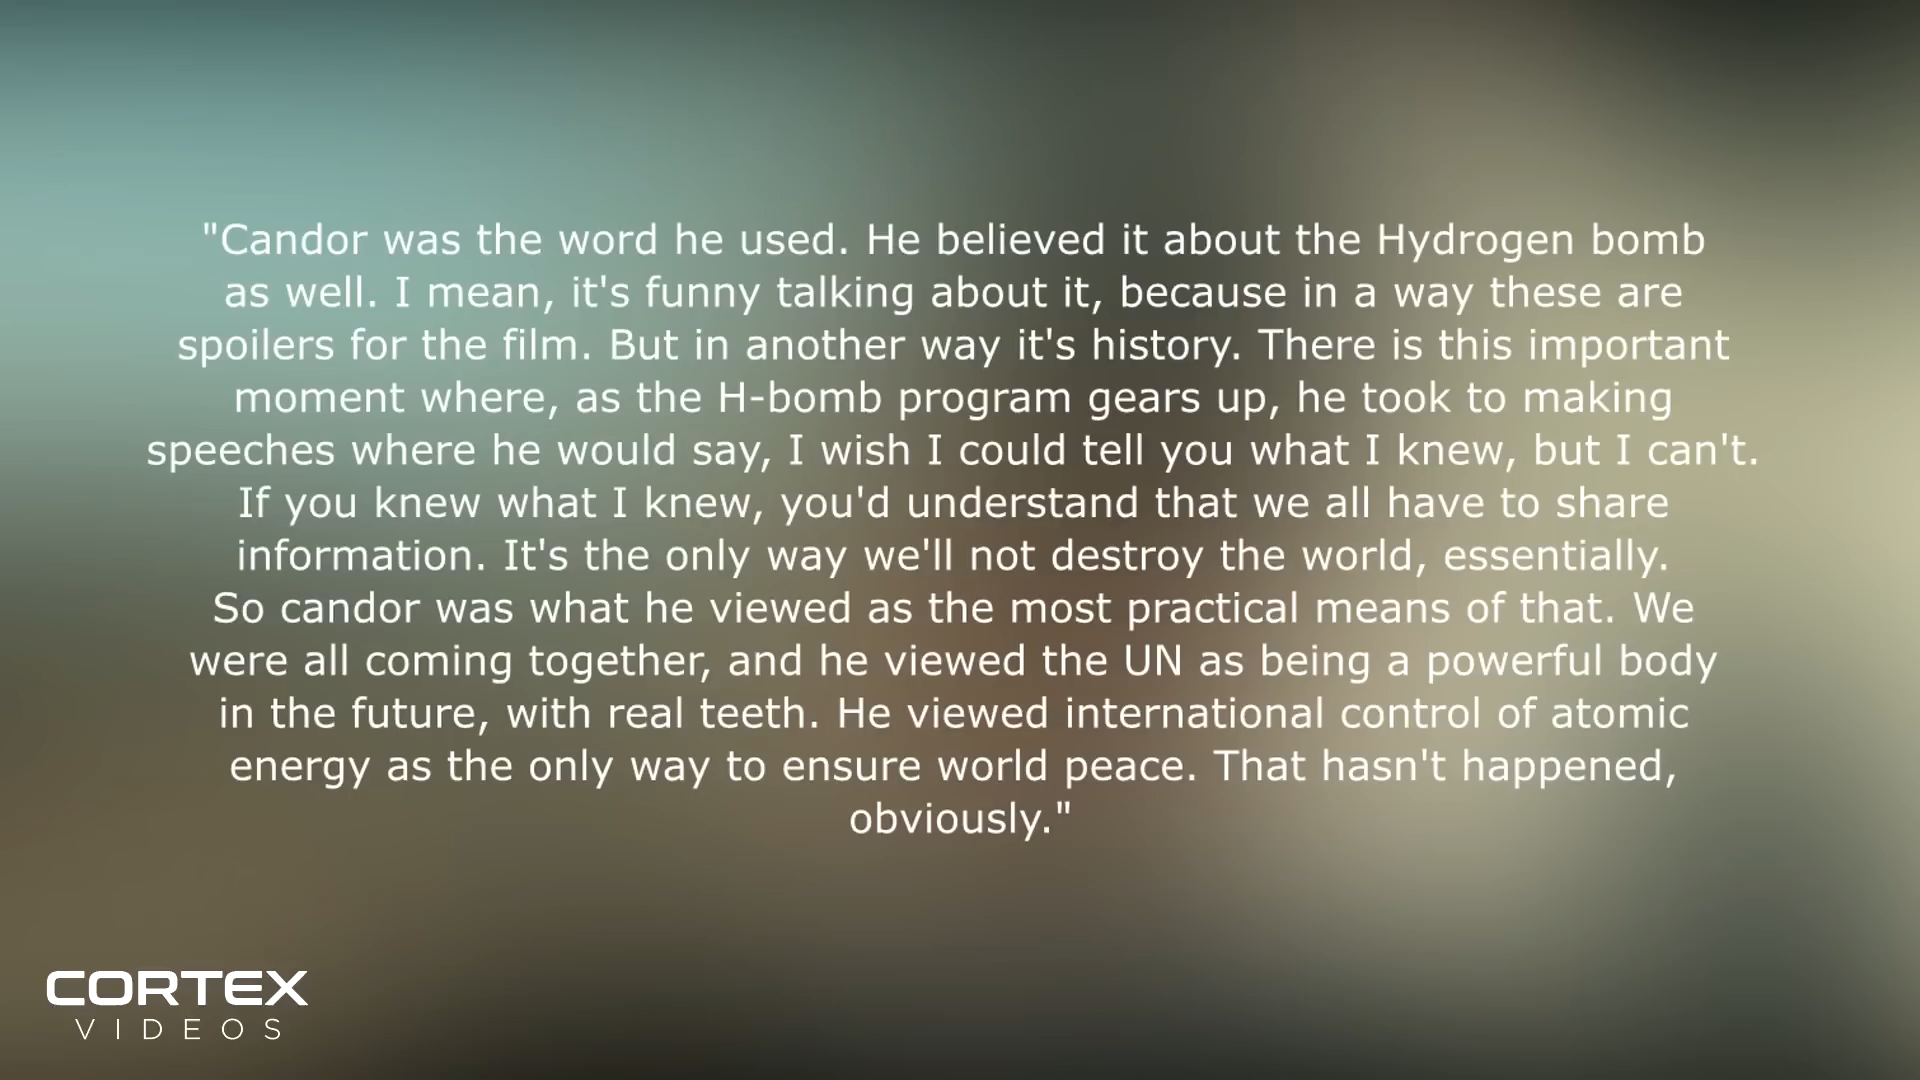 "Candor was the word he used. He believed it about the Hydrogen bomb
as well. I mean, it's funny talking about it, because in a way these are
spoilers for the film. But in another way it's history. There is this important
moment where, as the H-bomb program gears up, he took to making
speeches where he would say, I wish I could tell you what I knew, but I can't.
If you knew what I knew, you'd understand that we all have to share
information. It's the only way we'll not destroy the world, essentially.
So candor was what he viewed as the most practical means of that. We
were all coming together, and he viewed the UN as being a powerful body
in the future, with real teeth. He viewed international control of atomic
energy as the only way to ensure world peace. That hasn't happened,
obviously."
CORTEX
VIDEOS